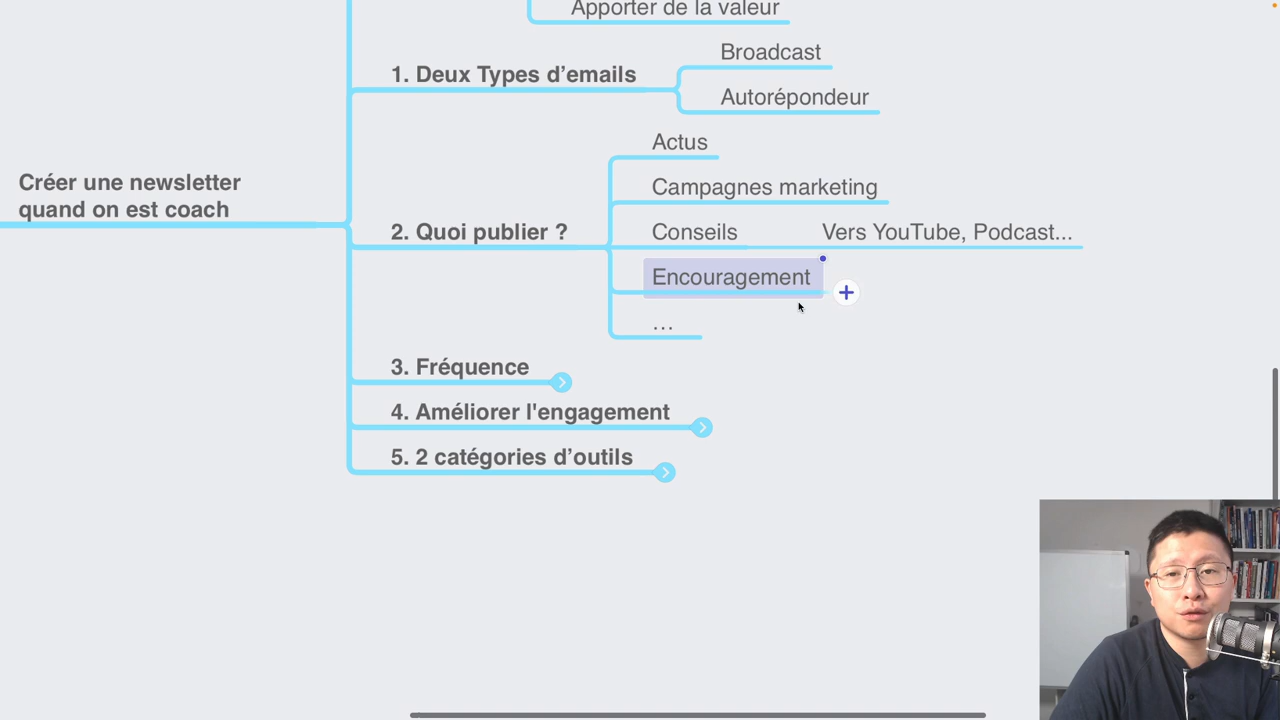 Apporter de la valeur
1. Deux Types d’emails
Broadcast
Autorépondeur
Créer une newsletter
quand on est coach
2. Quoi publier ?
Actus
Campagnes marketing
Conseils
Vers YouTube, Podcast...
Encouragement
...
3. Fréquence
4. Améliorer l'engagement
5. 2 catégories d’outils